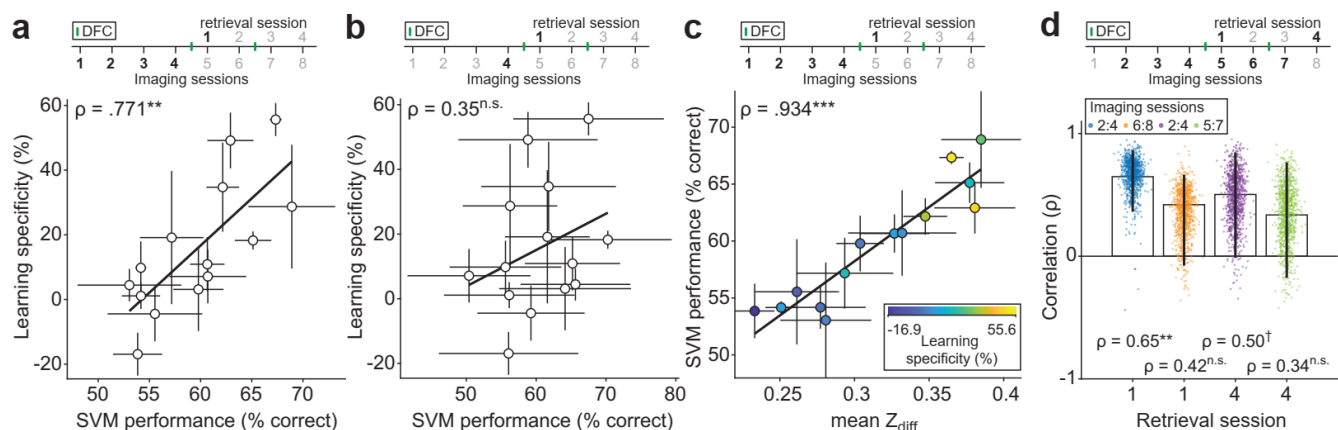 a
DFC
retrieval session
1 2 3 4
1 2 3 4 5 6 7 8
Imaging sessions
ρ = .771**
Learning specificity (%)
60
40
20
0
-20
50 55 60 65 70
SVM performance (% correct)
b
DFC
retrieval session
1 2 3 4
1 2 3 4 5 6 7 8
Imaging sessions
ρ = 0.35n.s.
Learning specificity (%)
60
40
20
0
-20
50 60 70 80
SVM performance (% correct)
c
DFC
retrieval session
1 2 3 4
1 2 3 4 5 6 7 8
Imaging sessions
ρ = .934***
SVM performance (% correct)
70
65
60
55
50
-16.9 55.6
Learning
specificity (%)
0.25 0.3 0.35 0.4
mean Zdiff
d
DFC
retrieval session
1 2 3 4
1 2 3 4 5 6 7 8
Imaging sessions
Imaging sessions
2:4 6:8 2:4 5:7
Correlation (ρ)
1
0
-1
ρ = 0.65** ρ = 0.50†
ρ = 0.42n.s. ρ = 0.34n.s.
1 1 4 4
Retrieval session